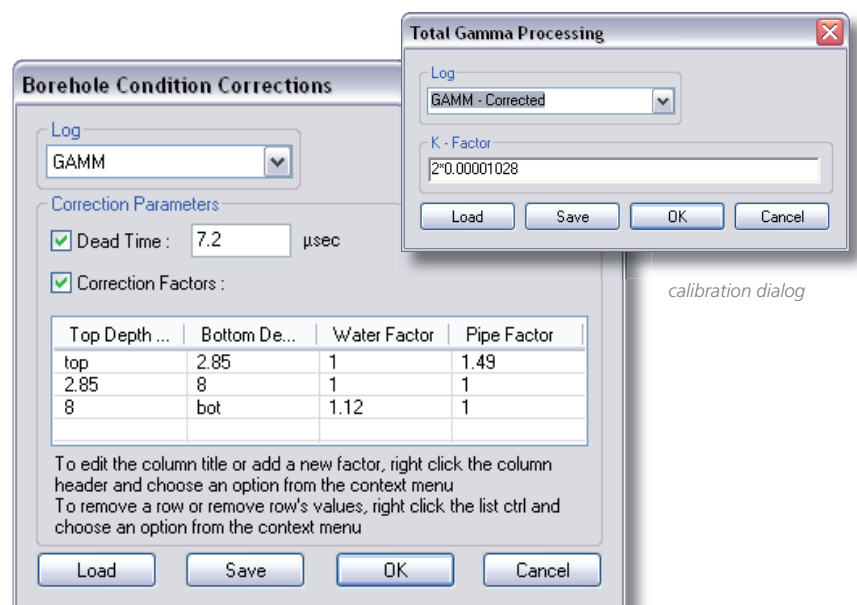 Total Gamma Processing
Log
GAMM - Corrected
K - Factor
2*0.00001028
Load Save OK Cancel
calibration dialog
Borehole Condition Corrections
Log
GAMM
Correction Parameters
Dead Time : 7.2 µsec
Correction Factors :
Top Depth ... Bottom De... Water Factor Pipe Factor
top 2.85 1 1.49
2.85 8 1 1
8 bot 1.12 1
To edit the column title or add a new factor, right click the column
header and choose an option from the context menu
To remove a row or remove row's values, right click the list ctrl and
choose an option from the context menu
Load Save OK Cancel